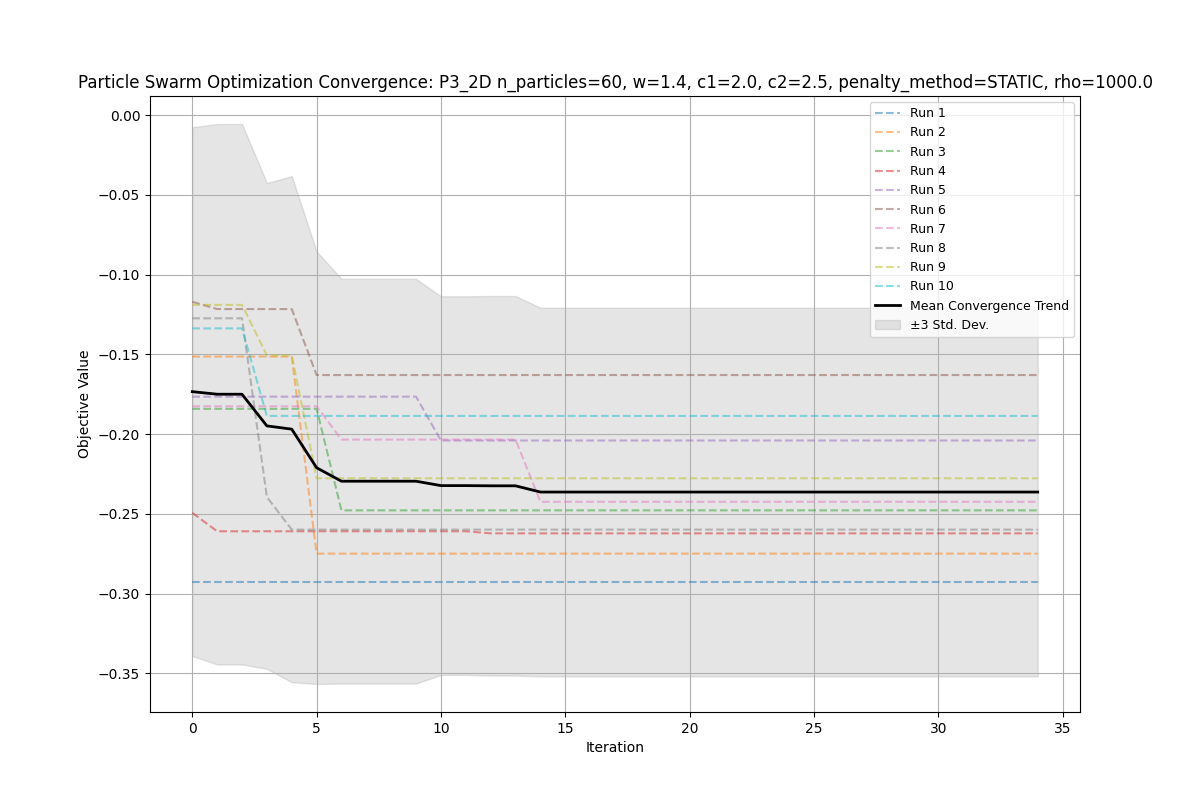 Particle Swarm Optimization Convergence: P3_2D n_particles=60, w=1.4, c1=2.0, c2=2.5, penalty_method=STATIC, rho=1000.0
Objective Value
0.00
−0.05
−0.10
−0.15
−0.20
−0.25
−0.30
−0.35
Run 1
Run 2
Run 3
Run 4
Run 5
Run 6
Run 7
Run 8
Run 9
Run 10
Mean Convergence Trend
±3 Std. Dev.
0 5 10 15 20 25 30 35
Iteration